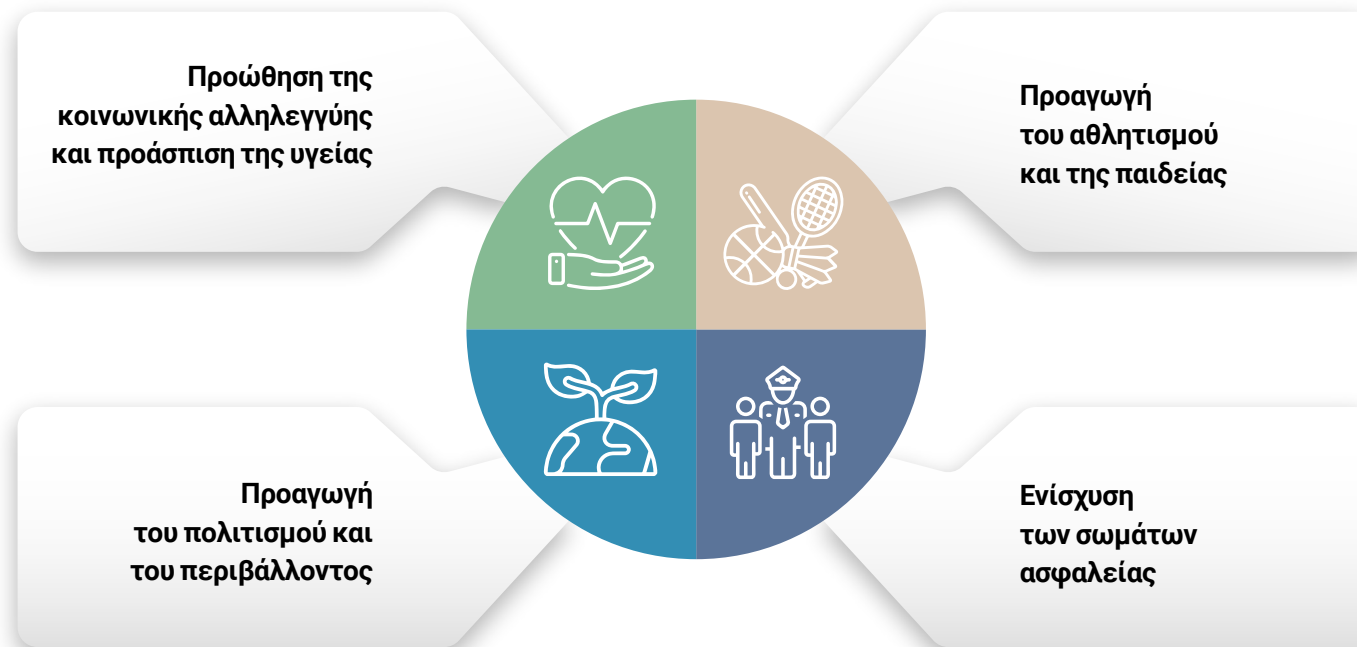 Προώθηση της
κοινωνικής αλληλεγγύης
και προάσπιση της υγείας
Προαγωγή
του αθλητισμού
και της παιδείας
Προαγωγή
του πολιτισμού και
του περιβάλλοντος
Ενίσχυση
των σωμάτων
ασφαλείας